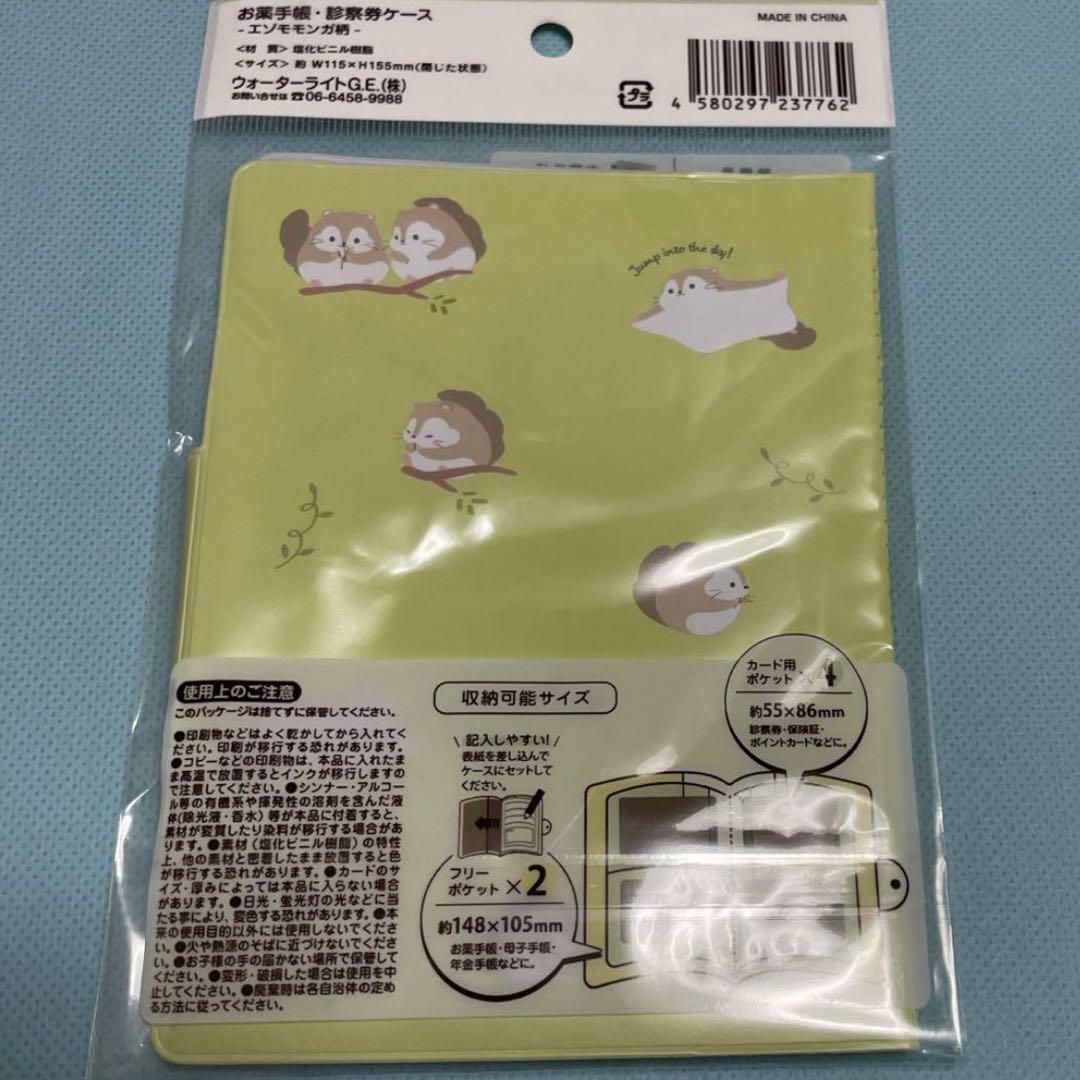 お薬手帳・診察券ケース
- エゾモモンガ柄 -
<材　質> 塩化ビニル樹脂
<サイズ> 約 W115×H155mm(閉じた状態)
ウォーターライトG.E.(株)
お問い合せは ☎06-6458-9988
MADE IN CHINA
タラ
4 580297 237762
Jump into the sky!
使用上のご注意
このパッケージは捨てずに保管してください。
●印刷物などはよく乾かしてから入れてく
ださい。印刷が移行する恐れがあります。
●コピーなどの印刷物は、本品に入れたま
ま高温で放置するとインクが移行しますの
で注意してください。●シンナー・アルコー
ル等の有機系や揮発性の溶剤を含んだ液
体(除光液・香水) 等が本品に付着すると、
素材が変質したり染料が移行する場合があ
ります。●素材 (塩化ビニル樹脂) の特性
上、他の素材と密着したまま放置すると色
が移行する恐れがあります。●カードのサ
イズ・厚みによっては本品に入らない場合
があります。●日光・蛍光灯の光などに当
たる事により、変色する恐れがあります。●本
来の使用目的以外には使用しないでくださ
い。●火や熱源のそばに近づけないでくださ
い。●お子様の手の届かない場所で保管して
ください。●変形・破損した場合は使用を中
止してください。●廃棄時は各自治体の定め
る方法に従ってください。
収納可能サイズ
記入しやすい!
表紙を差し込んで
ケースにセットして
ください。
フリー
ポケット ×2
約148×105mm
お薬手帳・母子手帳・
年金手帳などに。
カード用
ポケット ×4
約55×86mm
診察券・保険証・
ポイントカードなどに。